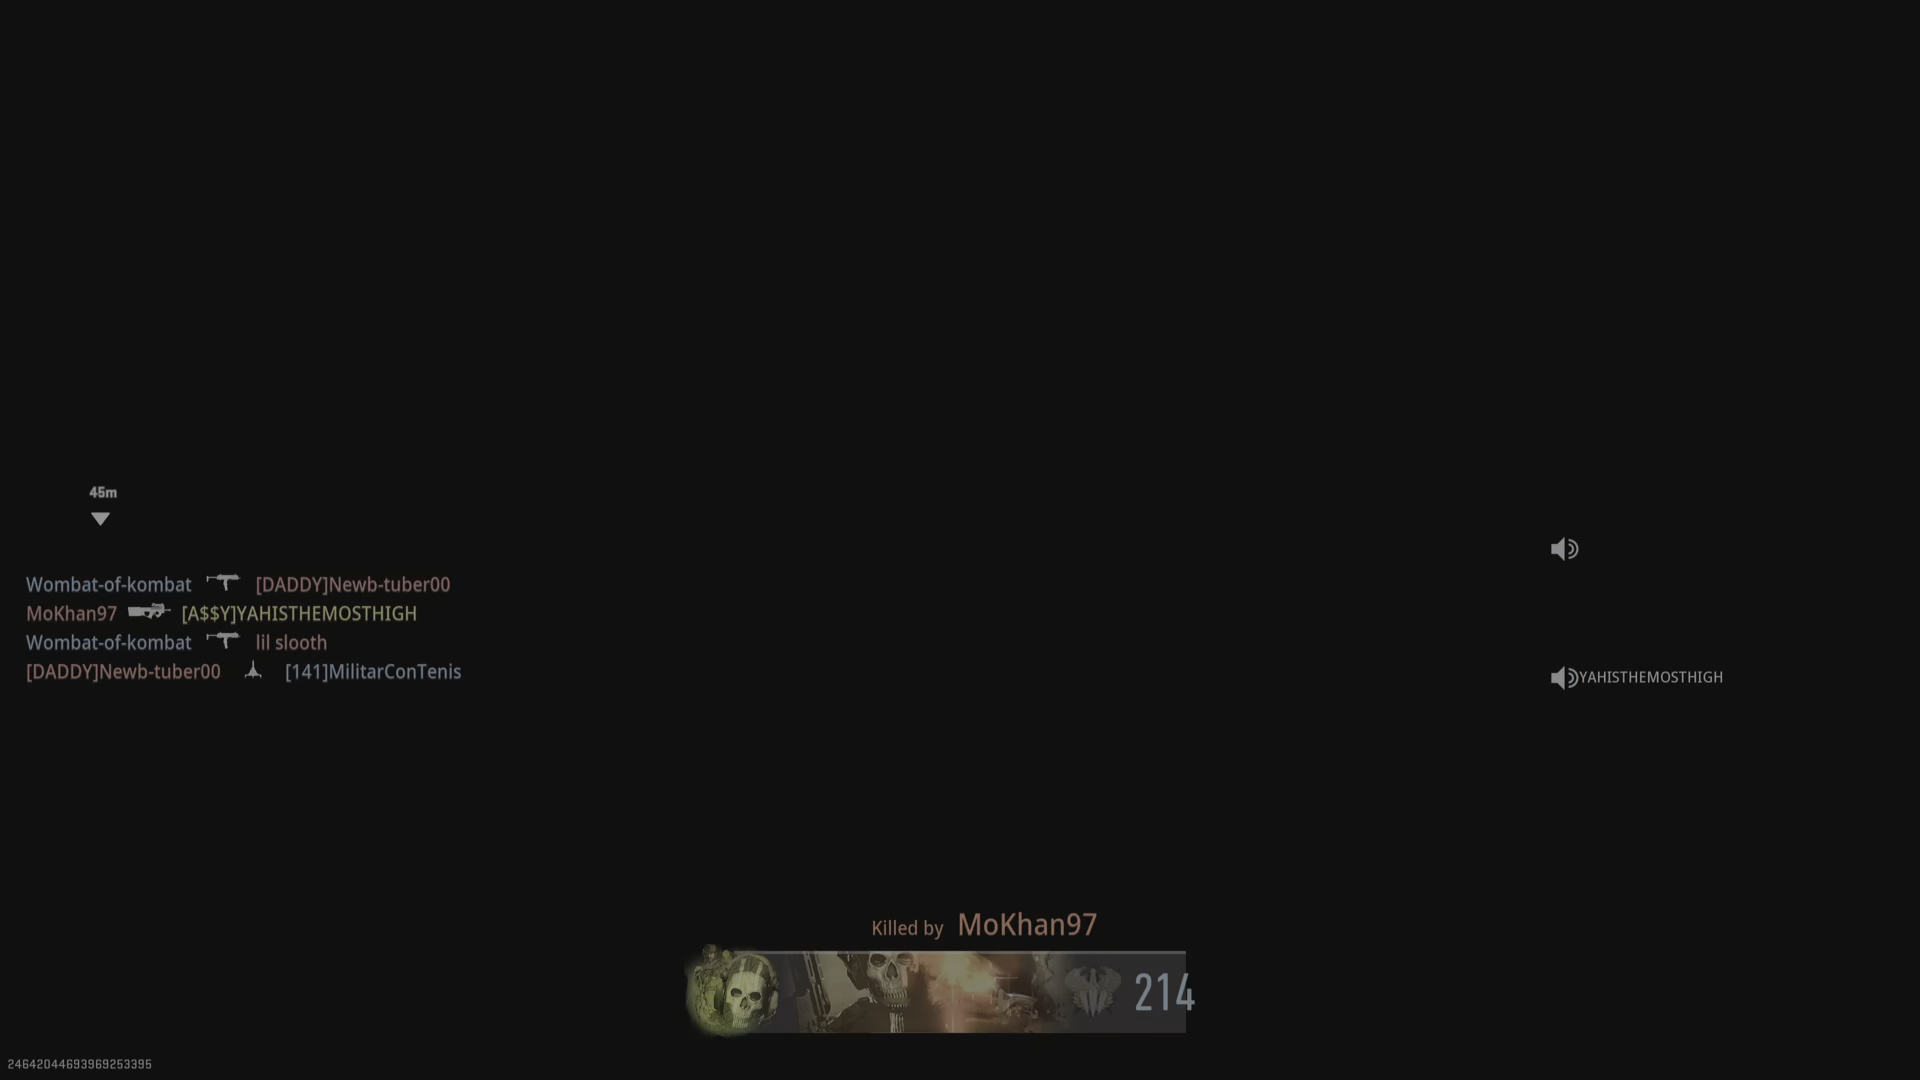 45m
Wombat-of-kombat [DADDY]Newb-tuber00
MoKhan97 [A$$Y]YAHISTHEMOSTHIGH
Wombat-of-kombat lil slooth
[DADDY]Newb-tuber00 [141]MilitarConTenis
YAHISTHEMOSTHIGH
Killed by MoKhan97
214
24642044693969253395